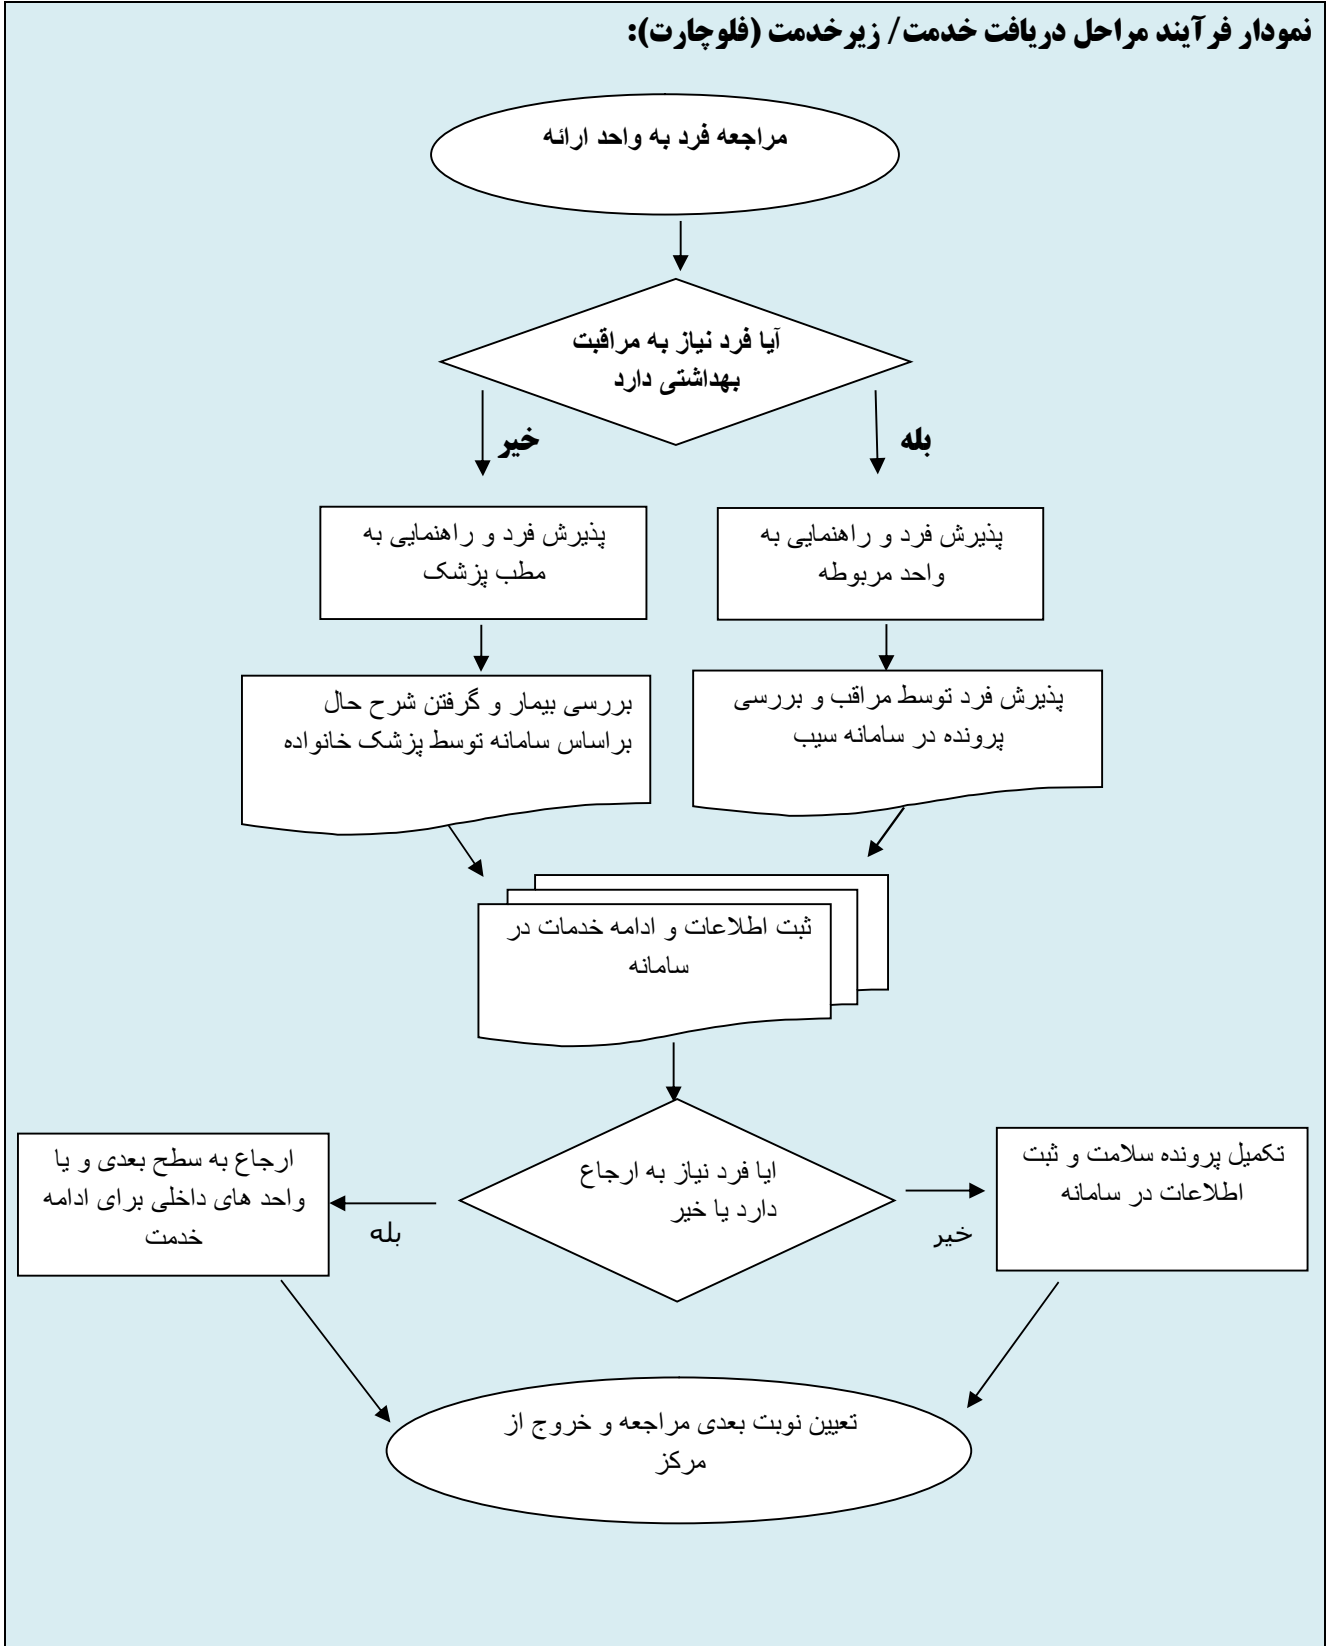 نمودار فرآیند مراحل دریافت خدمت/ زیرخدمت (فلوچارت):
مراجعه فرد به واحد ارائه
آیا فرد نیاز به مراقبت
بهداشتی دارد
بله
خیر
پذیرش فرد و راهنمایی به
واحد مربوطه
پذیرش فرد و راهنمایی به
مطب پزشک
پذیرش فرد توسط مراقب و بررسی
پرونده در سامانه سیب
بررسی بیمار و گرفتن شرح حال
براساس سامانه توسط پزشک خانواده
ثبت اطلاعات و ادامه خدمات در
سامانه
ایا فرد نیاز به ارجاع
دارد یا خیر
خیر
بله
تکمیل پرونده سلامت و ثبت
اطلاعات در سامانه
ارجاع به سطح بعدی و یا
واحد های داخلی برای ادامه
خدمت
تعیین نوبت بعدی مراجعه و خروج از
مرکز